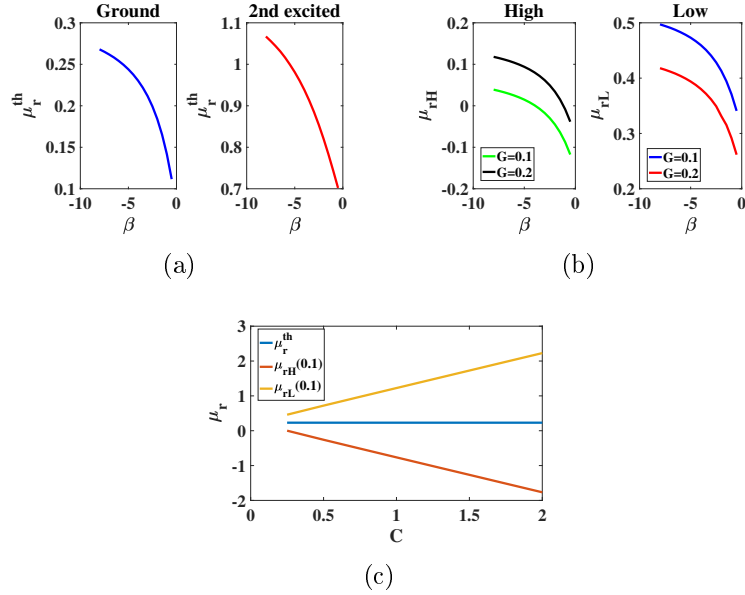 Ground
0.3
0.25
0.2
0.15
0.1
μ_r^th
-10 -5 0
β
2nd excited
1.1
1
0.9
0.8
0.7
μ_r^th
-10 -5 0
β
(a)
High
0.2
0.1
0
-0.1
-0.2
μ_rH
G=0.1
G=0.2
-10 -5 0
β
Low
0.5
0.4
0.3
0.2
μ_rL
G=0.1
G=0.2
-10 -5 0
β
(b)
3
2
1
0
-1
-2
μ_r
μ_r^th
μ_rH(0.1)
μ_rL(0.1)
0 0.5 1 1.5 2
C
(c)